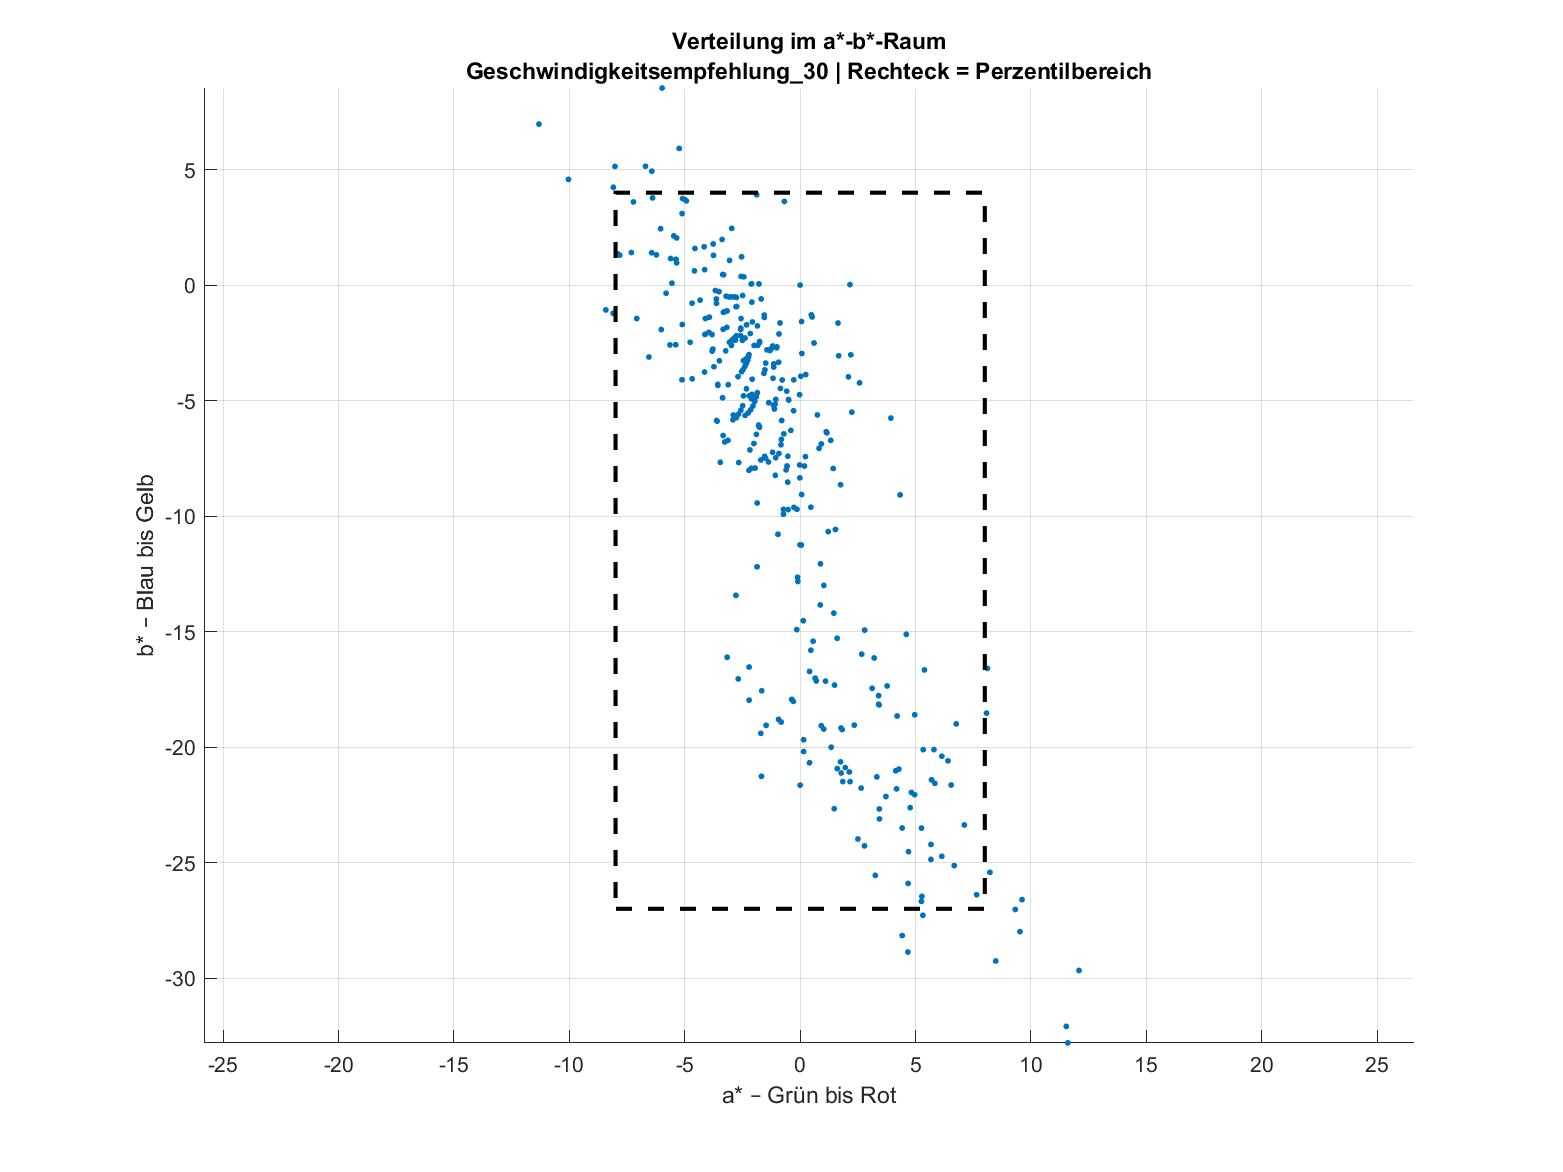 Verteilung im a*-b*-Raum
Geschwindigkeitsempfehlung_30 | Rechteck = Perzentilbereich
b* – Blau bis Gelb
5
0
-5
-10
-15
-20
-25
-30
-25 -20 -15 -10 -5 0 5 10 15 20 25
a* – Grün bis Rot